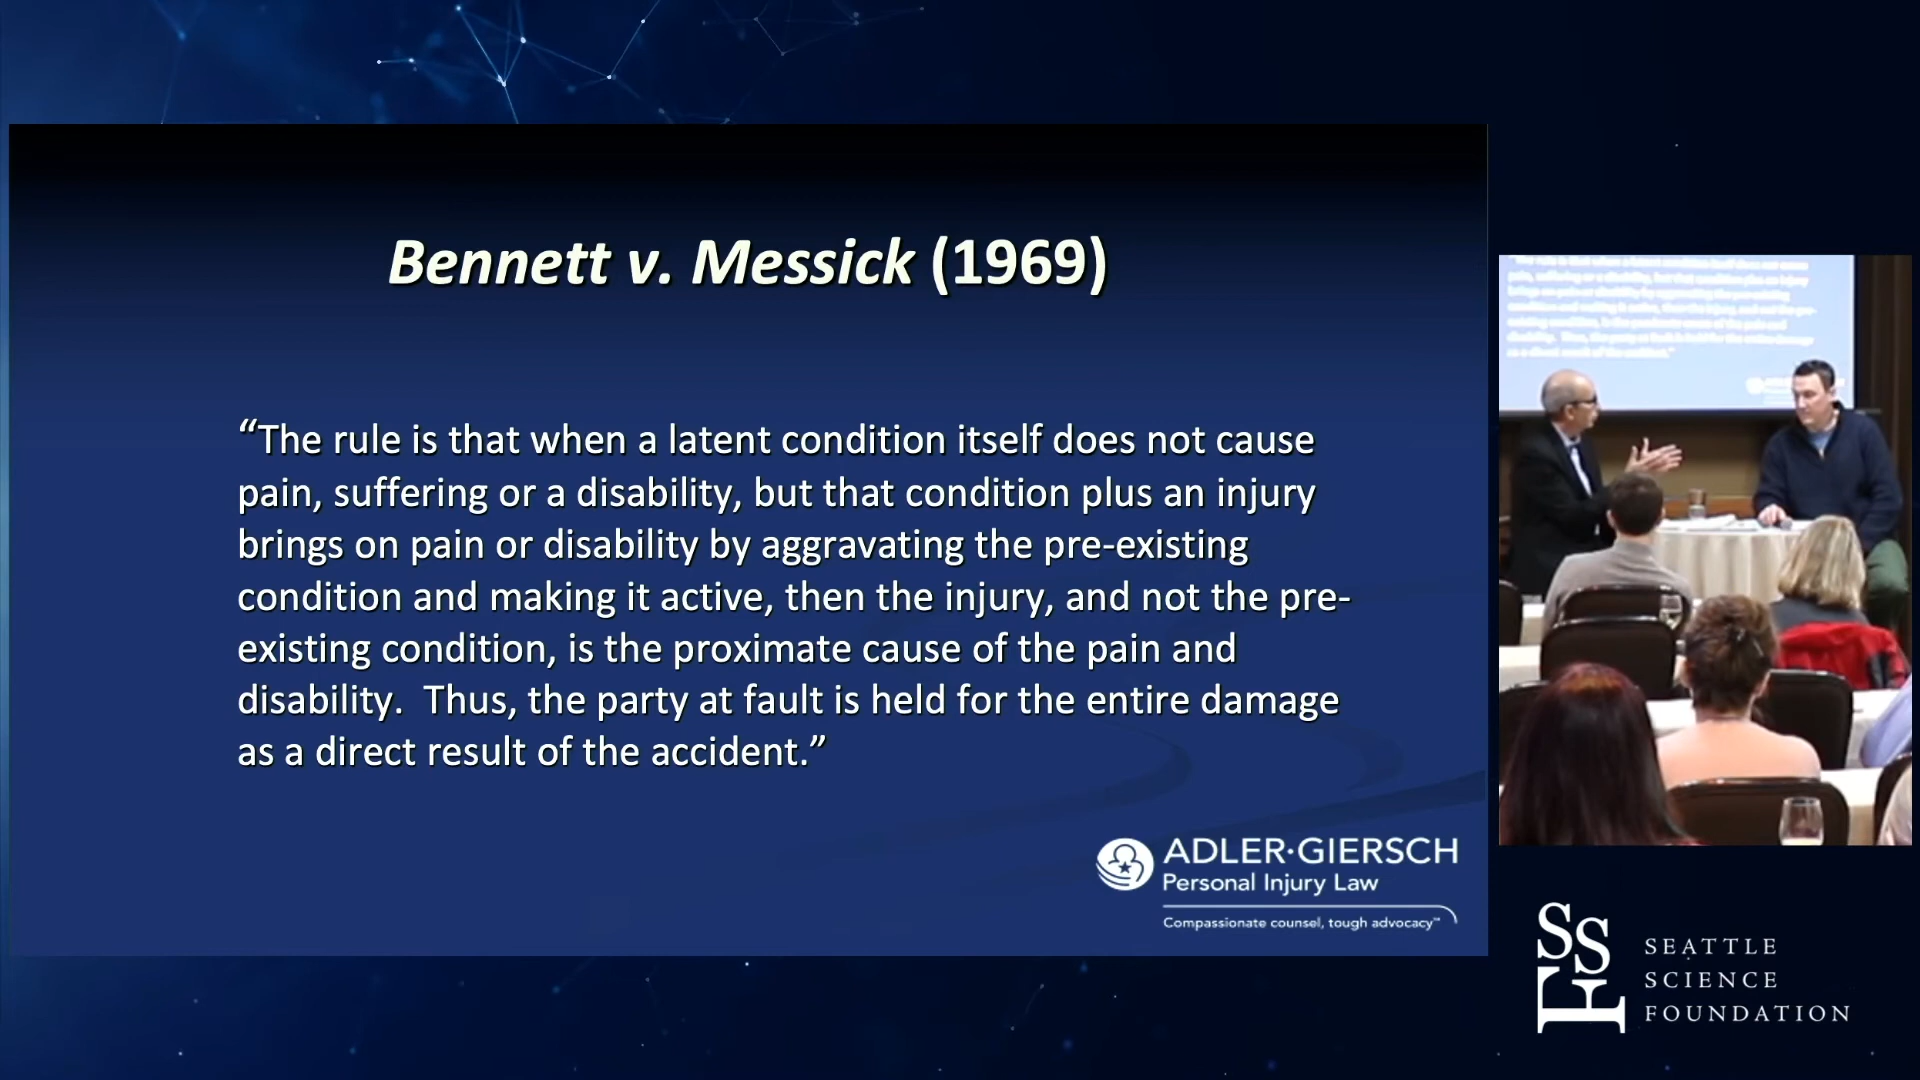 Bennett v. Messick (1969)
“The rule is that when a latent condition itself does not cause
pain, suffering or a disability, but that condition plus an injury
brings on pain or disability by aggravating the pre-existing
condition and making it active, then the injury, and not the pre-
existing condition, is the proximate cause of the pain and
disability.  Thus, the party at fault is held for the entire damage
as a direct result of the accident.”
ADLER·GIERSCH
Personal Injury Law
Compassionate counsel, tough advocacy℠
SSF
SEATTLE
SCIENCE
FOUNDATION